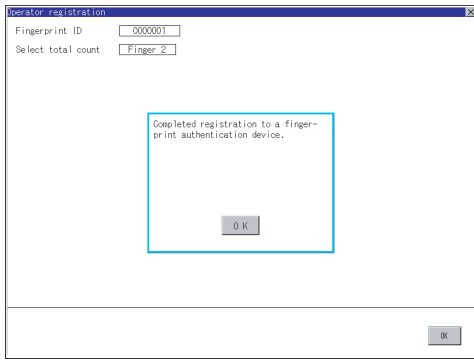 Operator registration
Fingerprint ID 0000001
Select total count Finger 2
Completed registration to a finger-
print authentication device.
OK
OK